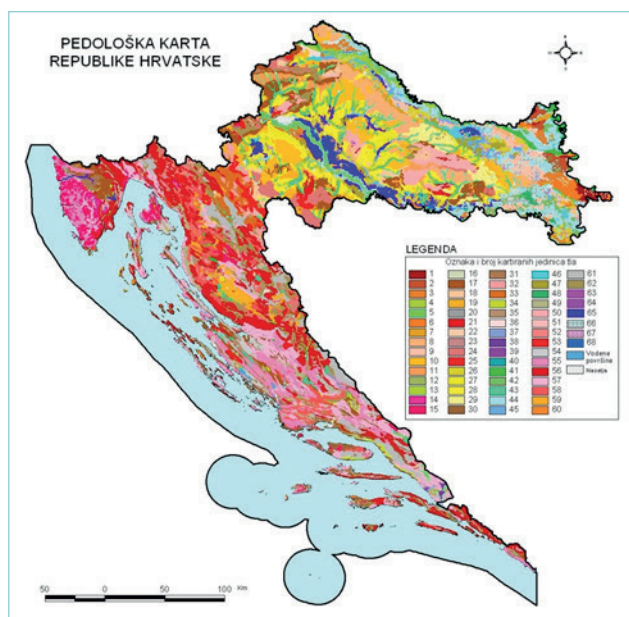 PEDOLOŠKA KARTA
REPUBLIKE HRVATSKE
LEGENDA
Oznaka i broj kartiranih jedinica tla
1 16 31 46 61
2 17 32 47 62
3 18 33 48 63
4 19 34 49 64
5 20 35 50 65
6 21 36 51 66
7 22 37 52 67
8 23 38 53 68
9 24 39 54 Vodene površine
10 25 40 55 Naselja
11 26 41 56
12 27 42 57
13 28 43 58
14 29 44 59
15 30 45 60
50 0 50 100 Km